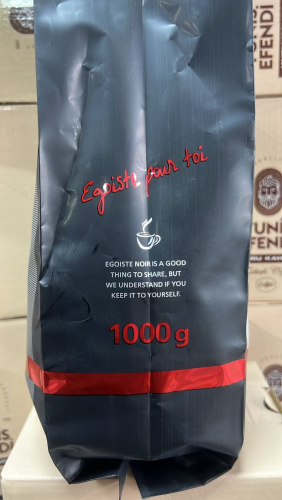 Egoiste pour toi
EGOISTE NOIR IS A GOOD
THING TO SHARE, BUT
WE UNDERSTAND IF YOU
KEEP IT TO YOURSELF.
1000g
EFENDİ
EFENDİ